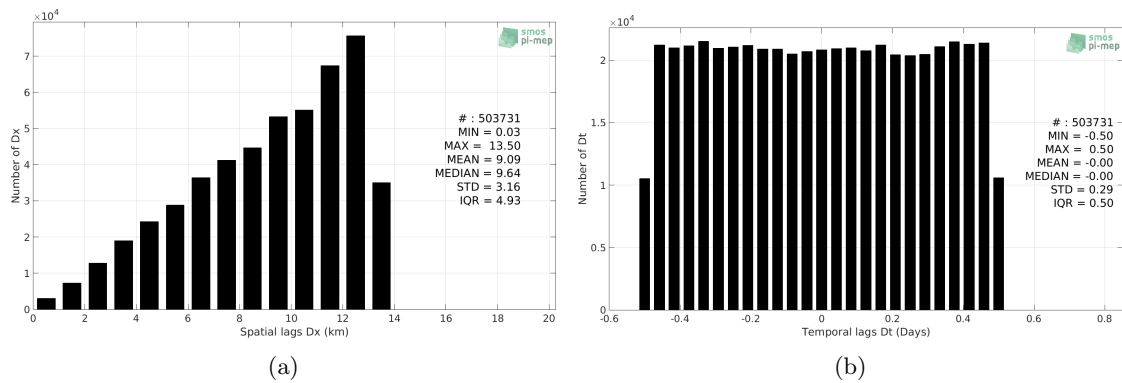 ×10⁴
smos
pi-mep
7
6
5
4
3
2
1
0
Number of Dx
# : 503731
MIN = 0.03
MAX = 13.50
MEAN = 9.09
MEDIAN = 9.64
STD = 3.16
IQR = 4.93
0 2 4 6 8 10 12 14 16 18 20
Spatial lags Dx (km)
(a)
×10⁴
smos
pi-mep
2
1.5
1
0.5
0
Number of Dt
# : 503731
MIN = -0.50
MAX = 0.50
MEAN = -0.00
MEDIAN = -0.00
STD = 0.29
IQR = 0.50
-0.6 -0.4 -0.2 0 0.2 0.4 0.6 0.8
Temporal lags Dt (Days)
(b)